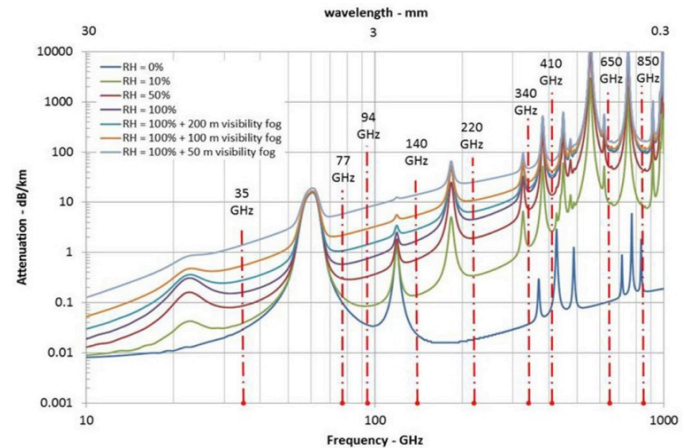 wavelength - mm
30
3
0.3
10000
1000
100
10
1
0.1
0.01
0.001
Attenuation - dB/km
RH = 0%
RH = 10%
RH = 50%
RH = 100%
RH = 100% + 200 m visibility fog
RH = 100% + 100 m visibility fog
RH = 100% + 50 m visibility fog
35
GHz
77
GHz
94
GHz
140
GHz
220
GHz
340
GHz
410
GHz
650
GHz
850
GHz
10
100
1000
Frequency - GHz